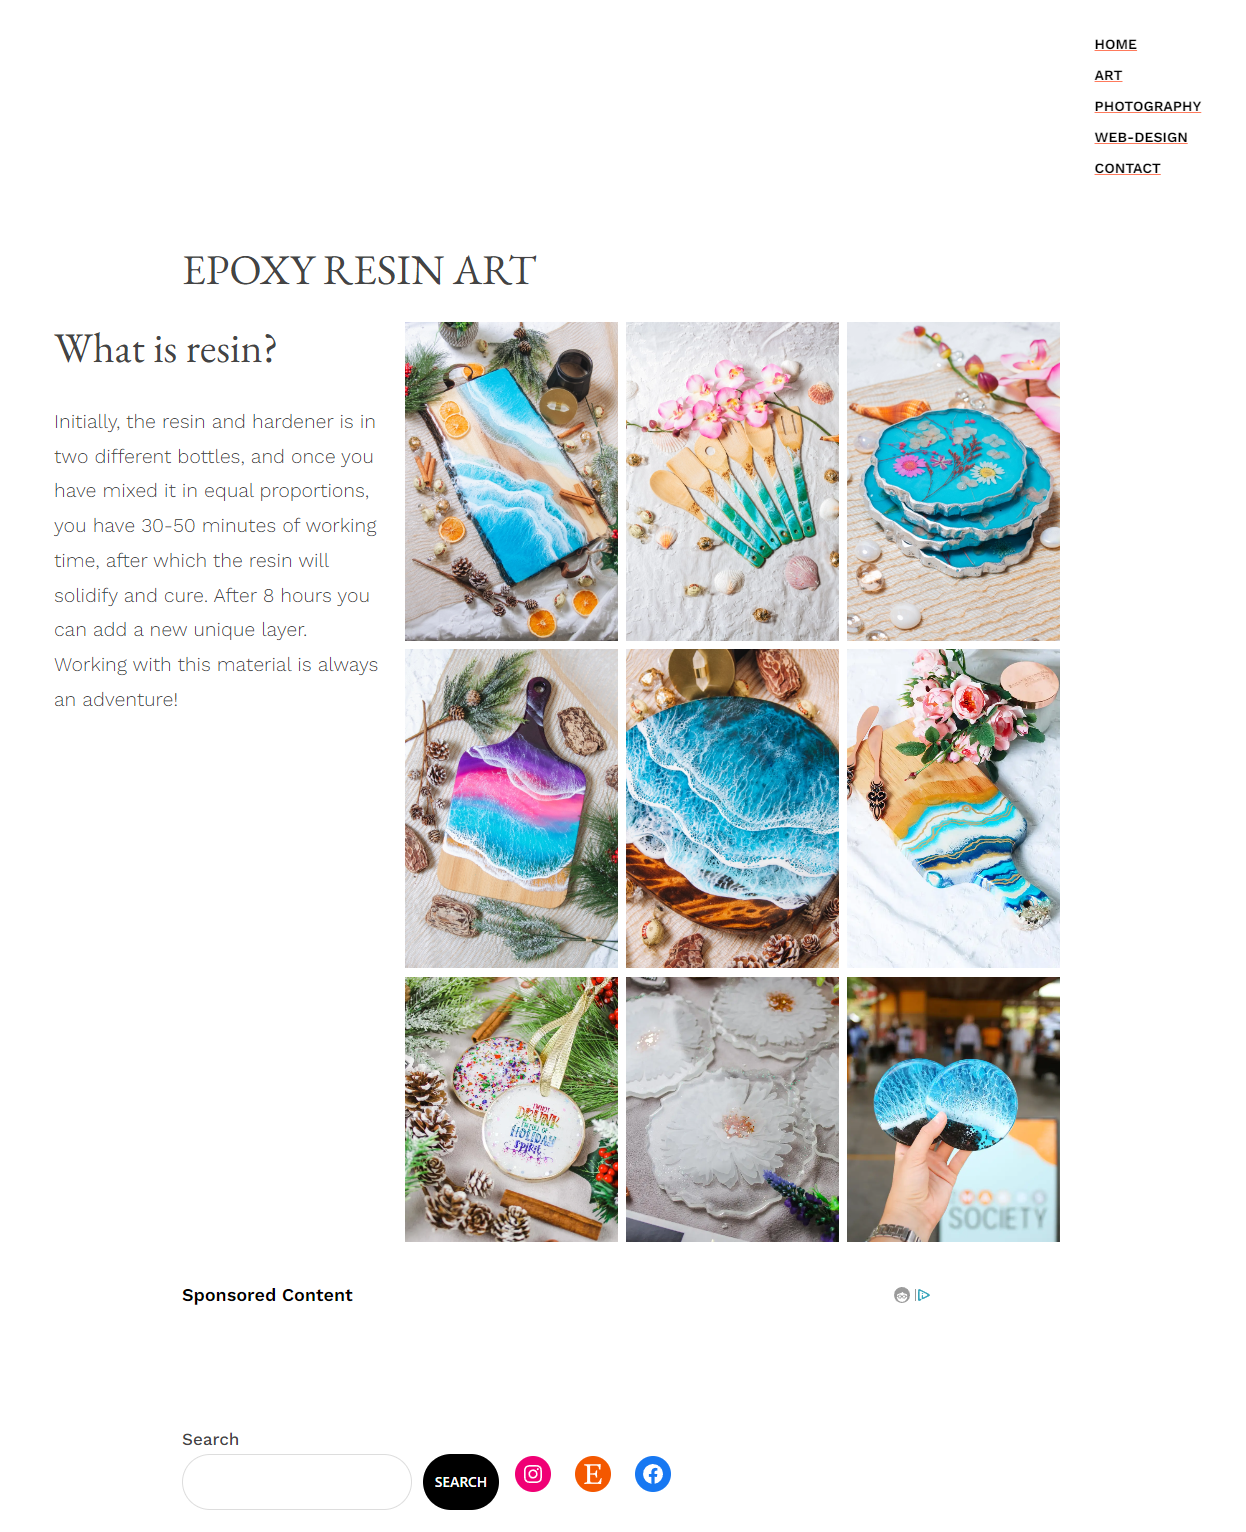 HOME
ART
PHOTOGRAPHY
WEB-DESIGN
CONTACT
EPOXY RESIN ART
What is resin?
Initially, the resin and hardener is in
two different bottles, and once you
have mixed it in equal proportions,
you have 30-50 minutes of working
time, after which the resin will
solidify and cure. After 8 hours you
can add a new unique layer.
Working with this material is always
an adventure!
DRUNK
HOLIDAY
spirit
SOCIETY
Sponsored Content
Search
SEARCH
E